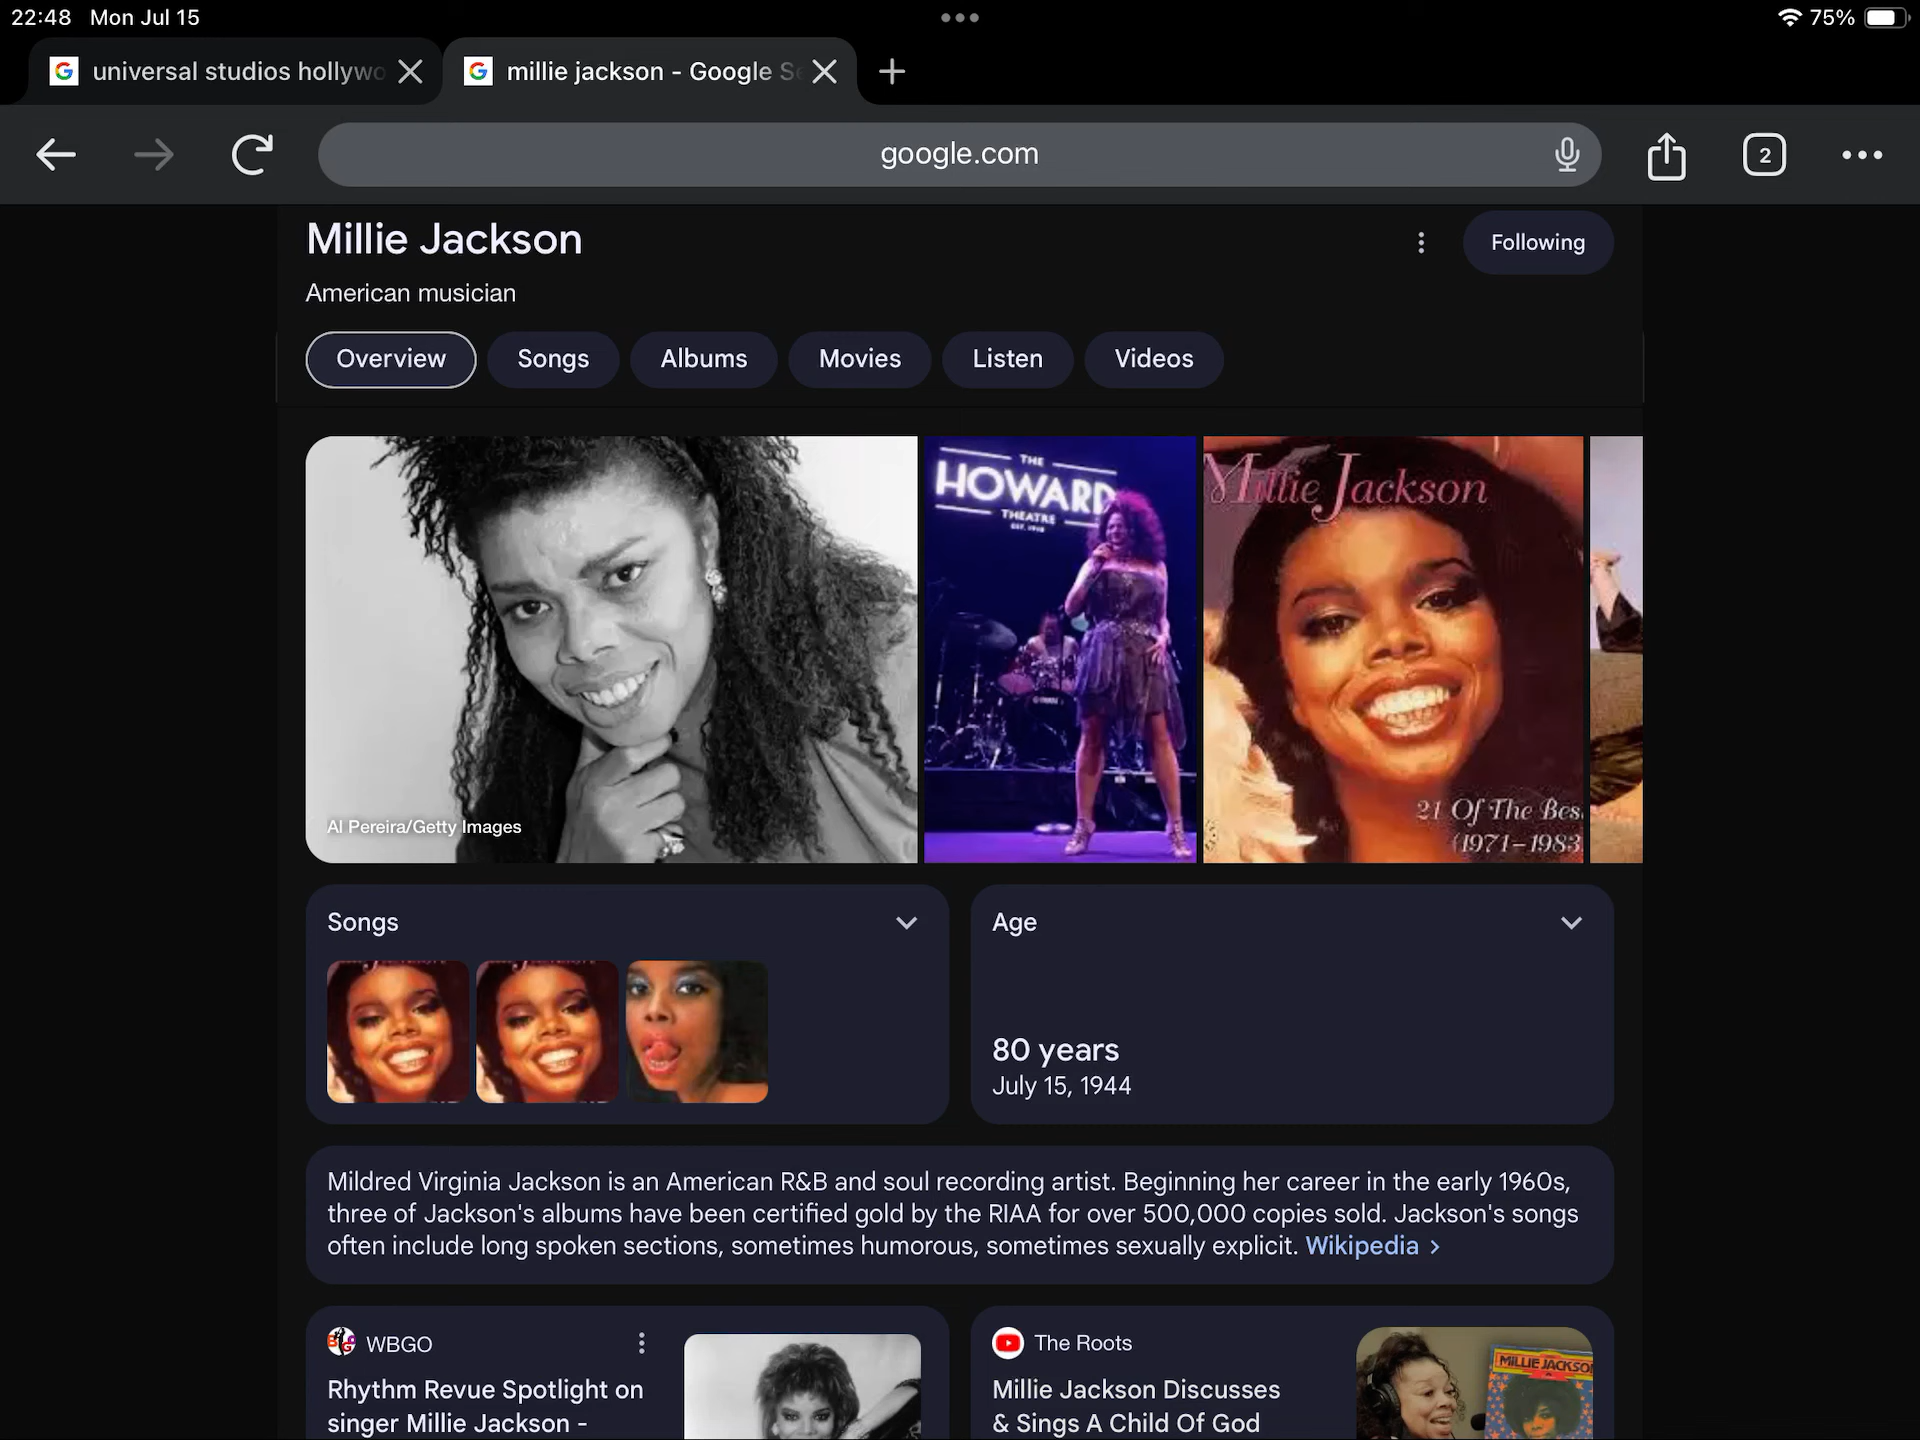 22:48 Mon Jul 15
75%
universal studios hollywo
millie jackson - Google Se
google.com
2
Millie Jackson
Following
American musician
Overview
Songs
Albums
Movies
Listen
Videos
THE
HOWARD
THEATRE
EST. 1910
Millie Jackson
21 Of The Bes
(1971-1983
Al Pereira/Getty Images
Songs
Age
80 years
July 15, 1944
Mildred Virginia Jackson is an American R&B and soul recording artist. Beginning her career in the early 1960s,
three of Jackson's albums have been certified gold by the RIAA for over 500,000 copies sold. Jackson's songs
often include long spoken sections, sometimes humorous, sometimes sexually explicit. Wikipedia
WBGO
Rhythm Revue Spotlight on
singer Millie Jackson -
The Roots
Millie Jackson Discusses
& Sings A Child Of God
MILLIE JACKSON